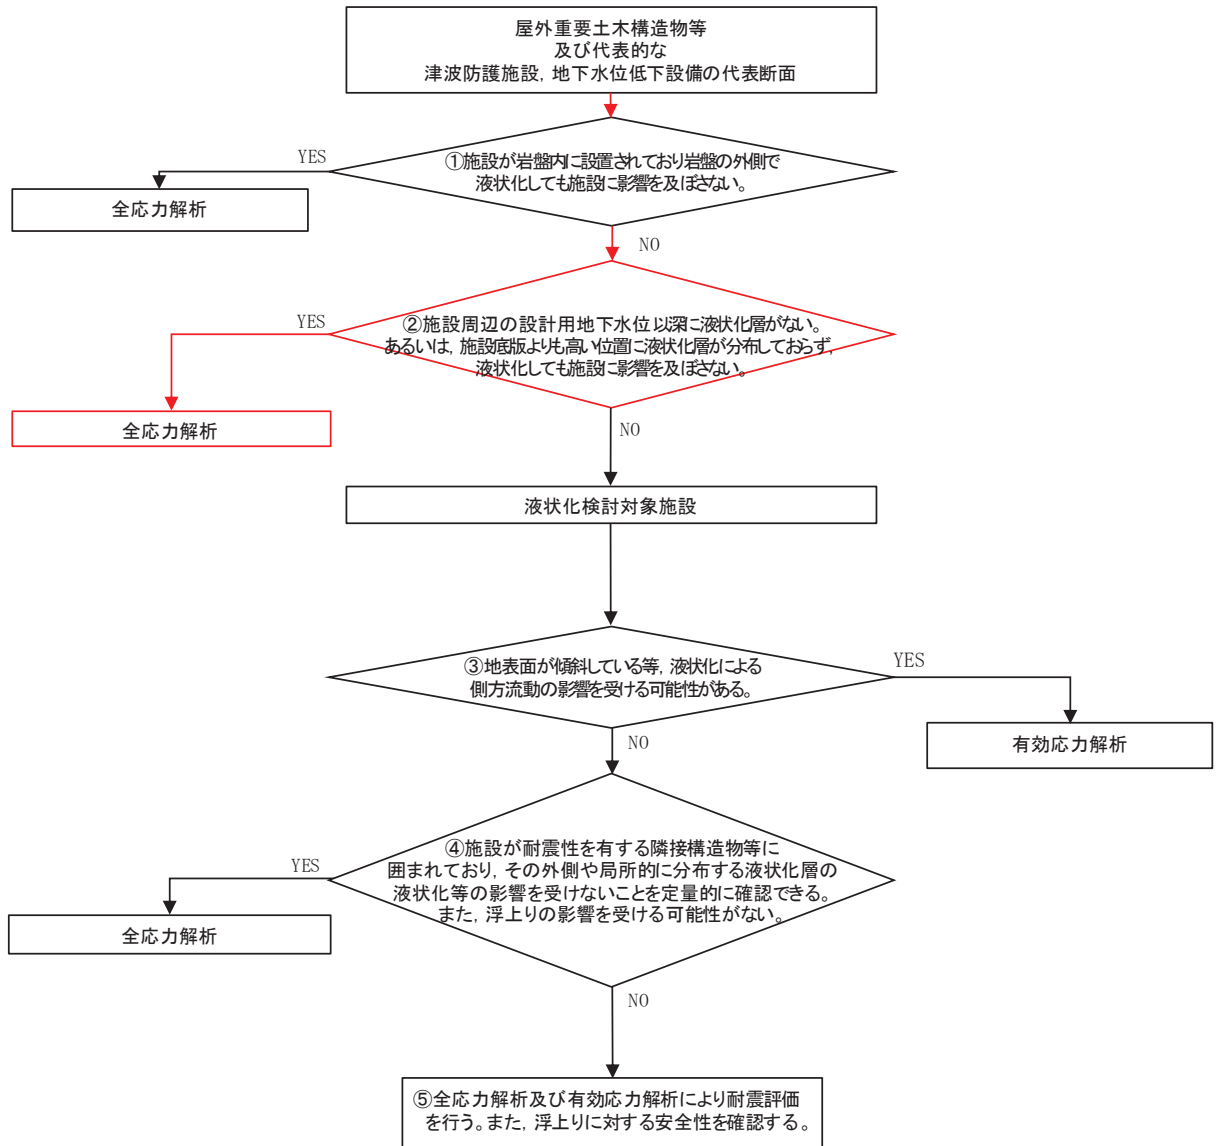 屋外重要土木構造物等
及び代表的な
津波防護施設，地下水位低下設備の代表断面
YES
①施設が岩盤内に設置されており岩盤の外側で
液状化しても施設に影響を及ぼさない。
全応力解析
NO
YES
②施設周辺の設計用地下水位以深に液状化層がない。
あるいは，施設底版よりも高い位置に液状化層が分布しておらず，
液状化しても施設に影響を及ぼさない。
全応力解析
NO
液状化検討対象施設
③地表面が傾斜している等，液状化による
側方流動の影響を受ける可能性がある。
YES
有効応力解析
NO
YES
④施設が耐震性を有する隣接構造物等に
囲まれており，その外側や局所的に分布する液状化層の
液状化等の影響を受けないことを定量的に確認できる。
また，浮上りの影響を受ける可能性がない。
全応力解析
NO
⑤全応力解析及び有効応力解析により耐震評価
を行う。また，浮上りに対する安全性を確認する。